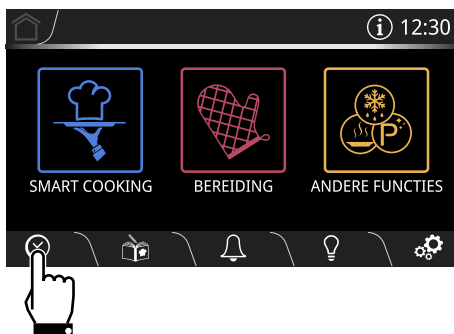 12:30
SMART COOKING
BEREIDING
ANDERE FUNCTIES
P